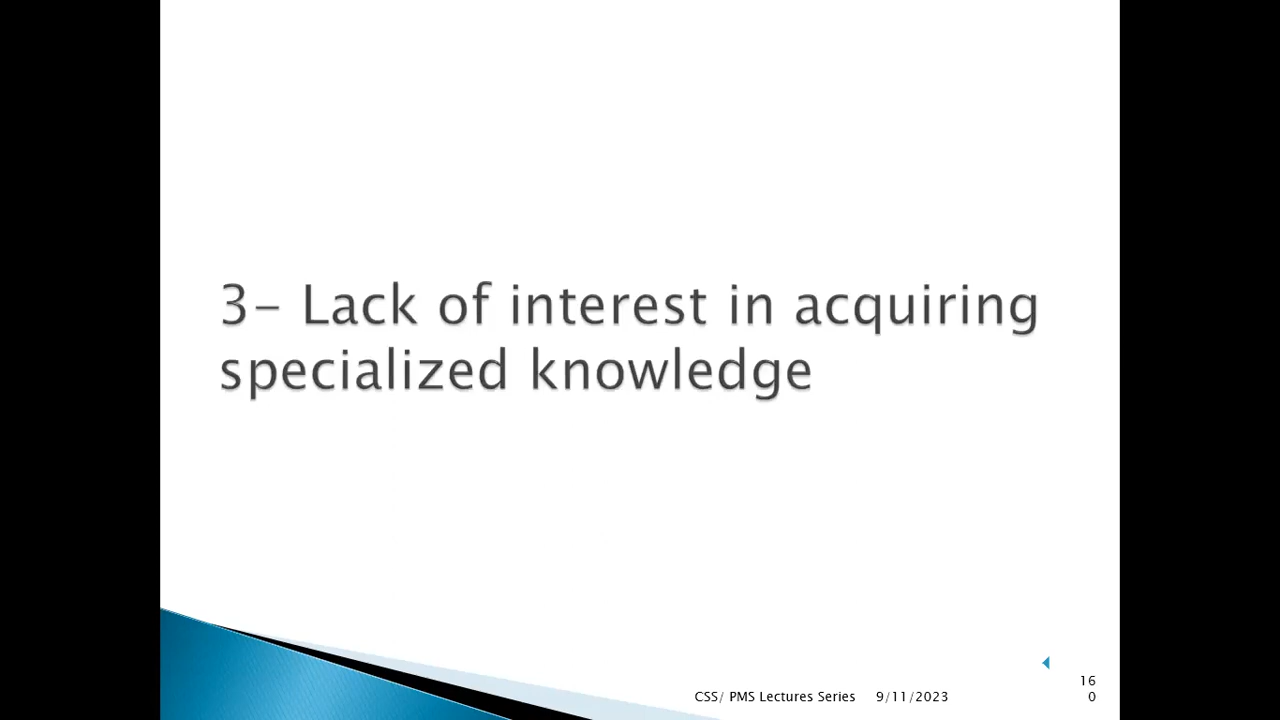 3- Lack of interest in acquiring
specialized knowledge
CSS/ PMS Lectures Series 9/11/2023
16
0